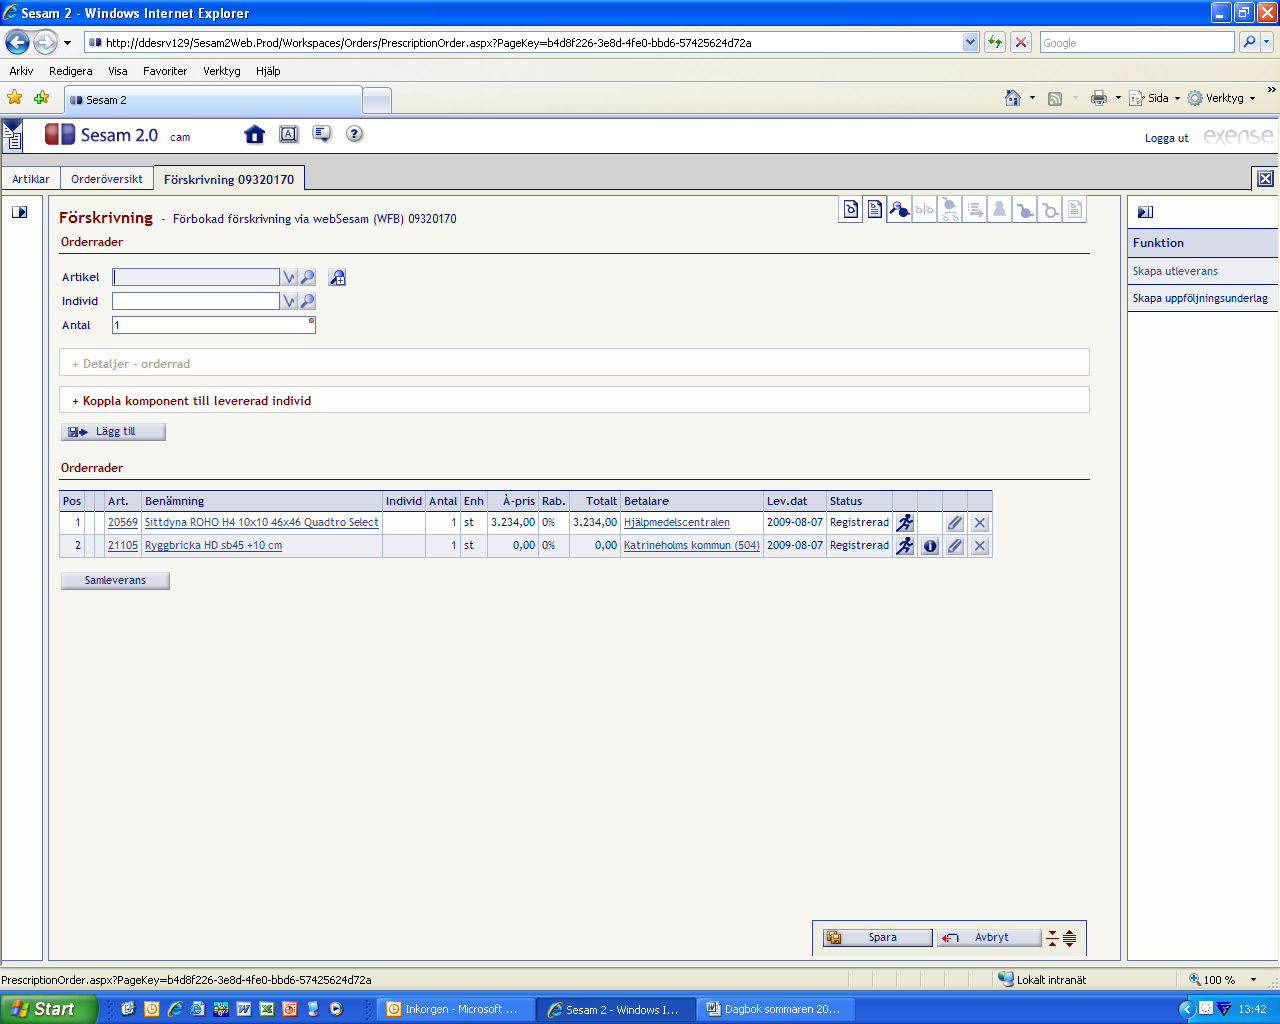 Sesam 2 - Windows Internet Explorer
http://ddesrv129/Sesam2Web.Prod/Workspaces/Orders/PrescriptionOrder.aspx?PageKey=b4d8f226-3e8d-4fe0-bbd6-57425624d72a
Google
Arkiv Redigera Visa Favoriter Verktyg Hjälp
Sesam 2
Sida Verktyg
Sesam 2.0 cam
Logga ut exense.
Artiklar Orderöversikt Förskrivning 09320170
Förskrivning - Förbokad förskrivning via webSesam (WFB) 09320170
Orderrader
Artikel
Individ
Antal 1
+ Detaljer - orderrad
+ Koppla komponent till levererad individ
Lägg till
Orderrader
Pos Art. Benämning Individ Antal Enh À-pris Rab. Totalt Betalare Lev.dat Status
1 20569 Sittdyna ROHO H4 10x10 46x46 Quadtro Select 1 st 3.234,00 0% 3.234,00 Hjälpmedelscentralen 2009-08-07 Registrerad
2 21105 Ryggbricka HD sb45 +10 cm 1 st 0,00 0% 0,00 Katrineholms kommun (504) 2009-08-07 Registrerad
Samleverans
Funktion
Skapa utleverans
Skapa uppföljningsunderlag
Spara Avbryt
PrescriptionOrder.aspx?PageKey=b4d8f226-3e8d-4fe0-bbd6-57425624d72a
Lokalt intranät 100 %
Start Inkorgen - Microsoft ... Sesam 2 - Windows I... Dagbok sommaren 20... 13:42